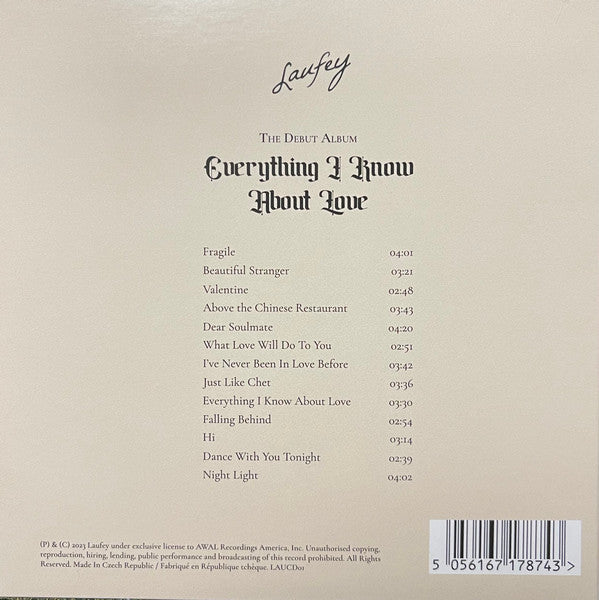 Laufey
The Debut Album
Everything I Know
About Love
Fragile 04:01
Beautiful Stranger 03:21
Valentine 02:48
Above the Chinese Restaurant 03:43
Dear Soulmate 04:20
What Love Will Do To You 02:51
I've Never Been In Love Before 03:42
Just Like Chet 03:36
Everything I Know About Love 03:30
Falling Behind 02:54
Hi 03:14
Dance With You Tonight 02:39
Night Light 04:02
(P) & (C) 2023 Laufey under exclusive license to AWAL Recordings America, Inc. Unauthorised copying,
reproduction, hiring, lending, public performance and broadcasting of this record prohibited. All Rights
Reserved. Made In Czech Republic / Fabriqué en République tchèque. LAUCD01
5 056167 178743 >